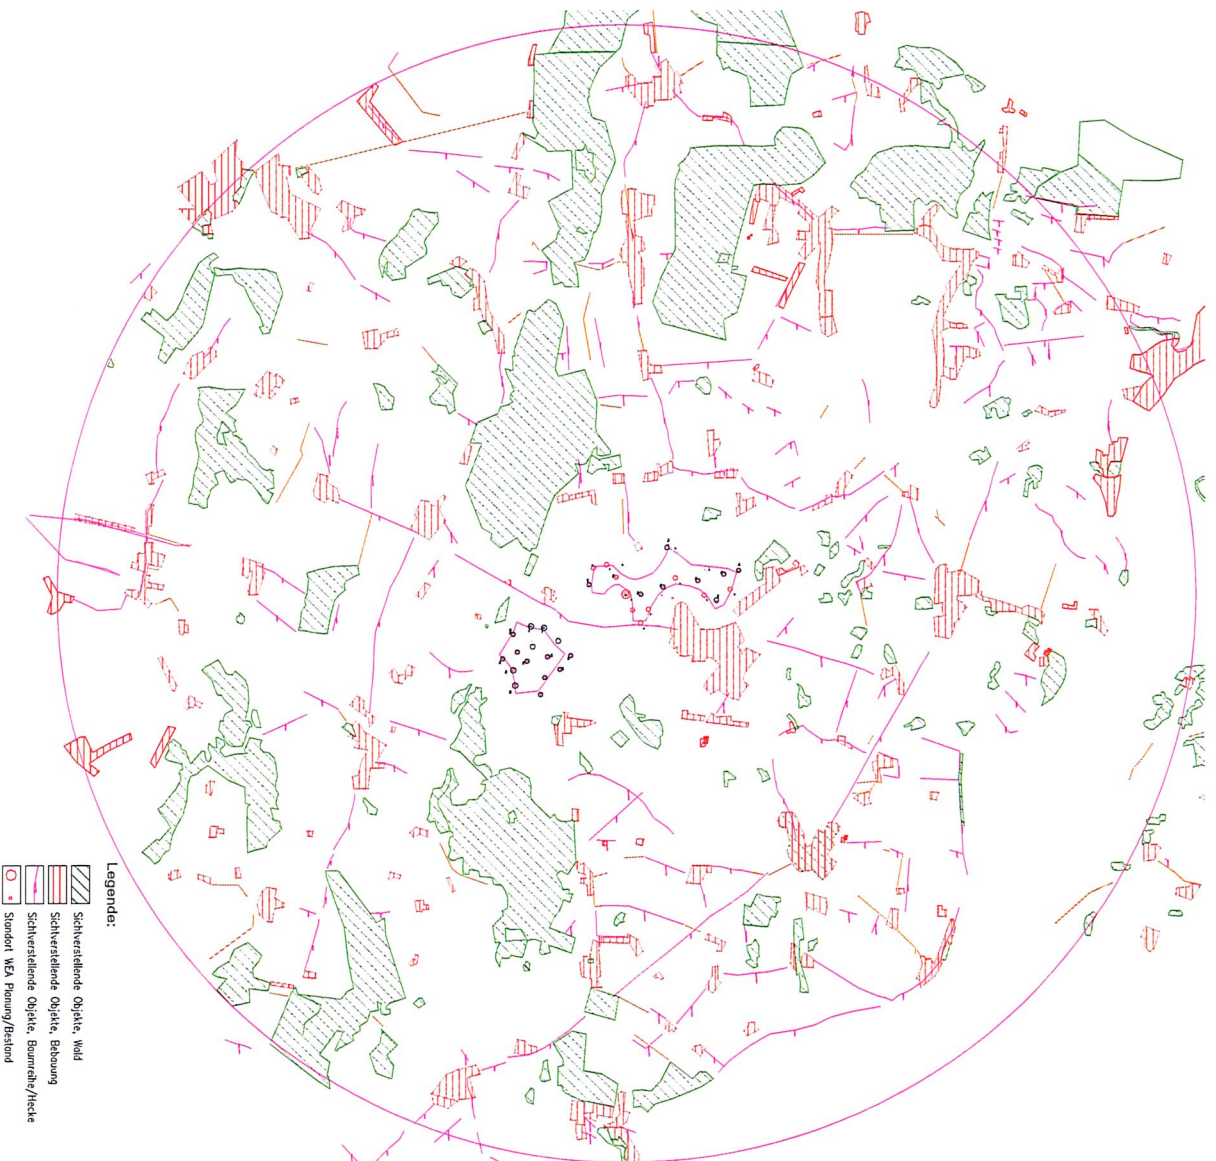 Legende:
Sichtverstellende Objekte, Wald
Sichtverstellende Objekte, Bebauung
Sichtverstellende Objekte, Baumreihe/Hecke
Standort WEA Planung/Bestand